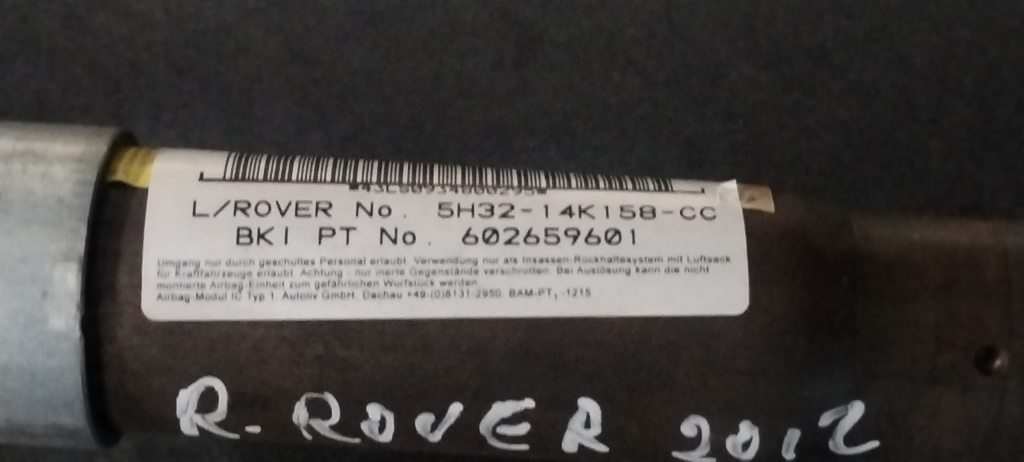 *43LS0934800295*
L/ROVER No. 5H32-14K158-CC
BKI PT No. 602659601
Umgang nur durch geschultes Personal erlaubt. Verwendung nur als Insassen-Rückhaltesystem mit Luftsack
für Kraftfahrzeuge erlaubt. Achtung - nur inerte Gegenstände verschrotten. Bei Auslösung kann die nicht
montierte Airbag-Einheit zum gefährlichen Wurfstück werden
Airbag-Modul IC Typ 1. Autoliv GmbH. Dachau +49-(0)8131-2950. BAM-PT₁-1215
R-ROVER 2012